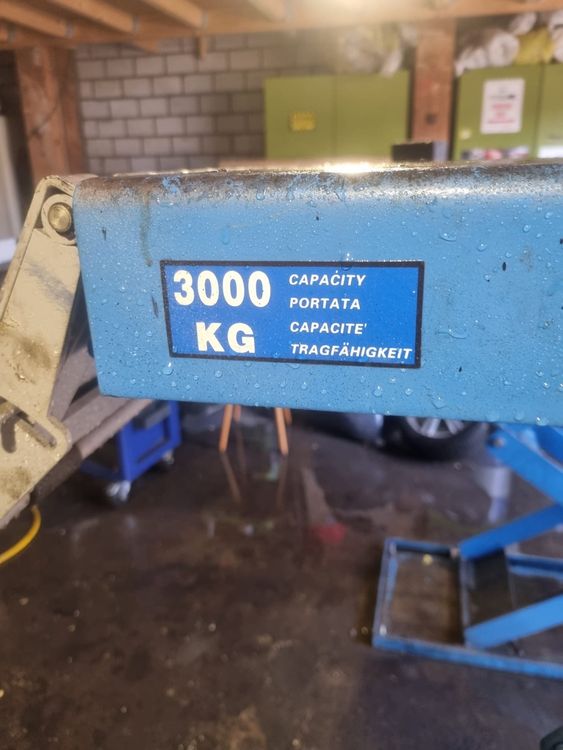 3000 KG
CAPACITY
PORTATA
CAPACITE'
TRAGFÄHIGKEIT